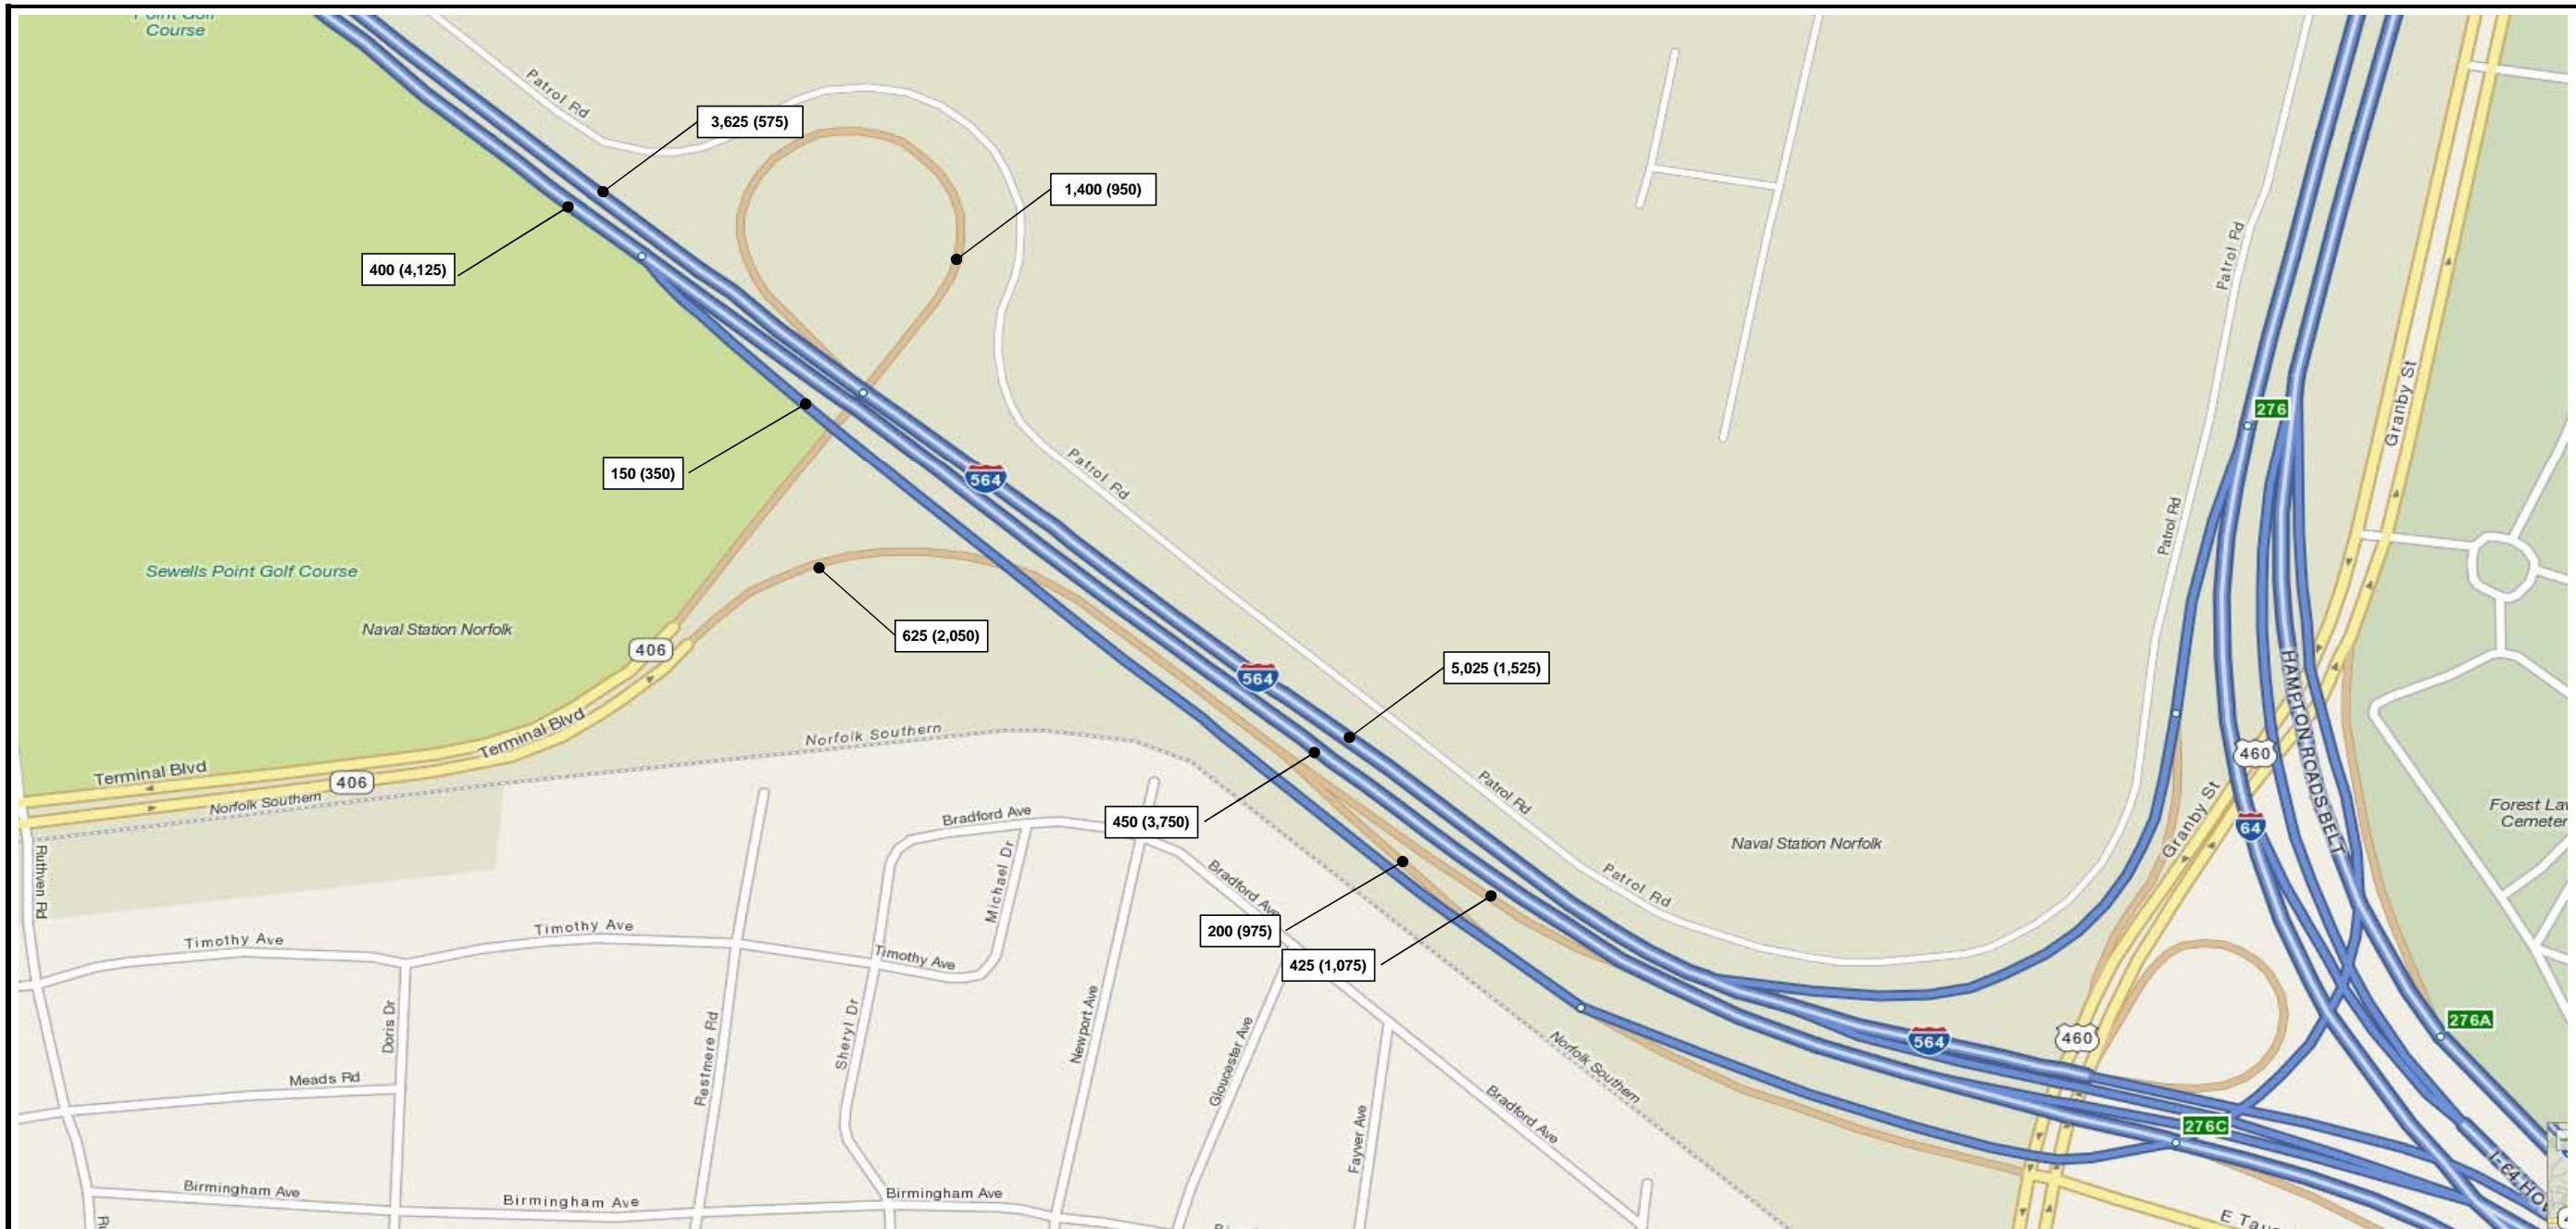 Course
Patrol Rd
3,625 (575)
1,400 (950)
400 (4,125)
Patrol Rd
276
Granby St
150 (350)
Patrol Rd
564
Patrol Rd
Sewells Point Golf Course
Naval Station Norfolk
406
625 (2,050)
5,025 (1,525)
564
HAMPTON ROADS BELT
Terminal Blvd
Norfolk Southern
460
Terminal Blvd
406
Norfolk Southern
Patrol Rd
450 (3,750)
Bradford Ave
Granby St
64
Naval Station Norfolk
Ruthven Rd
Michael Dr
Bradford Ave
Patrol Rd
200 (975)
Timothy Ave
Timothy Ave
Timothy Ave
425 (1,075)
Doris Dr
Restmere Rd
Sheryl Dr
Newport Ave
Gloucester Ave
Norfolk Southern
564
460
276A
Meads Rd
Fayver Ave
Bradford Ave
276C
Birmingham Ave
Birmingham Ave
Birmingham Ave
I-64 HO